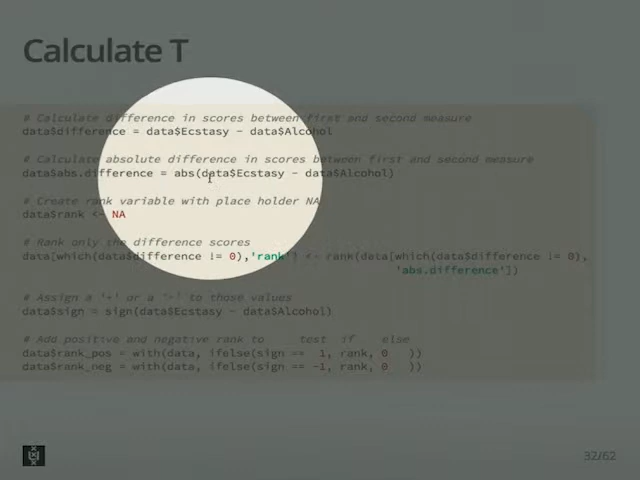 Calculate T
# Calculate difference in scores between first and second measure
data$difference = data$Ecstasy - data$Alcohol
# Calculate absolute difference in scores between first and second measure
data$abs.difference = abs(data$Ecstasy - data$Alcohol)
# Create rank variable with place holder NA
data$rank <- NA
# Rank only the difference scores
data[which(data$difference != 0),'rank'] <- rank(data[which(data$difference != 0),
'abs.difference'])
# Assign a '+' or a '-' to those values
data$sign = sign(data$Ecstasy - data$Alcohol)
# Add positive and negative rank to test if else
data$rank_pos = with(data, ifelse(sign == 1, rank, 0 ))
data$rank_neg = with(data, ifelse(sign == -1, rank, 0 ))
32/62